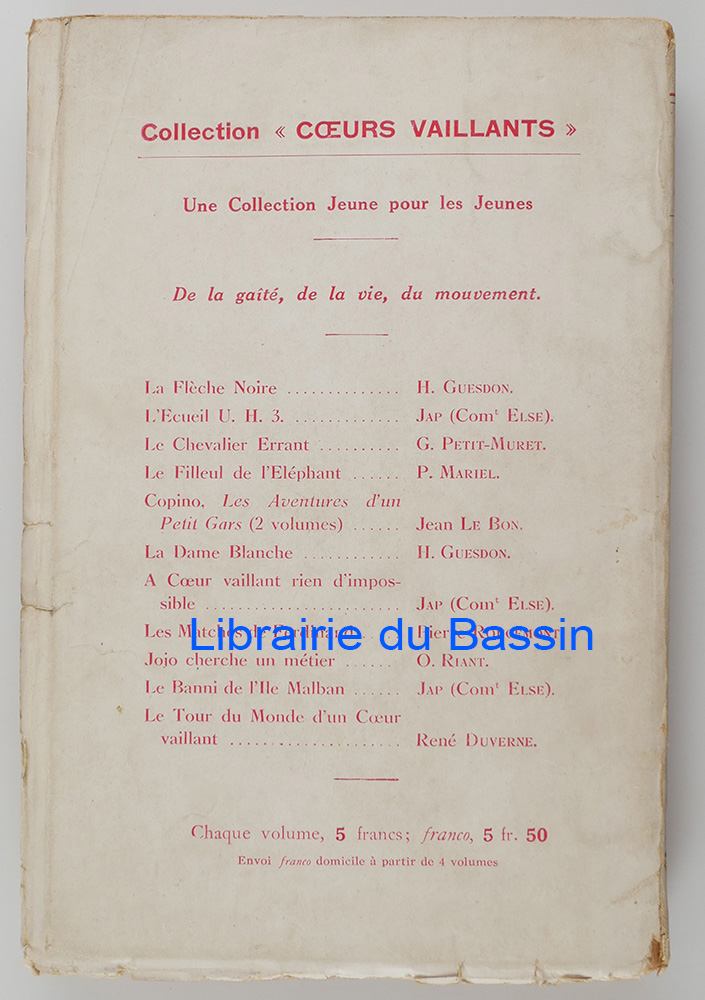 Collection « CŒURS VAILLANTS »
Une Collection Jeune pour les Jeunes
De la gaîté, de la vie, du mouvement.
La Flèche Noire .............. H. GUESDON.
L'Ecueil U. H. 3. ............. JAP (Comt ELSE).
Le Chevalier Errant .......... G. PETIT-MURET.
Le Filleul de l'Eléphant ...... P. MARIEL.
Copino, Les Aventures d'un
Petit Gars (2 volumes) ...... Jean LE BON.
La Dame Blanche ............ H. GUESDON.
A Cœur vaillant rien d'impos-
sible ........................ JAP (Comt ELSE).
Les Matches de
Librairie du Bassin
Jojo cherche un métier ...... O. RIANT.
Le Banni de l'Ile Malban ...... JAP (Comt ELSE).
Le Tour du Monde d'un Cœur
vaillant ..................... René DUVERNE.
Chaque volume, 5 francs; franco, 5 fr. 50
Envoi franco domicile à partir de 4 volumes